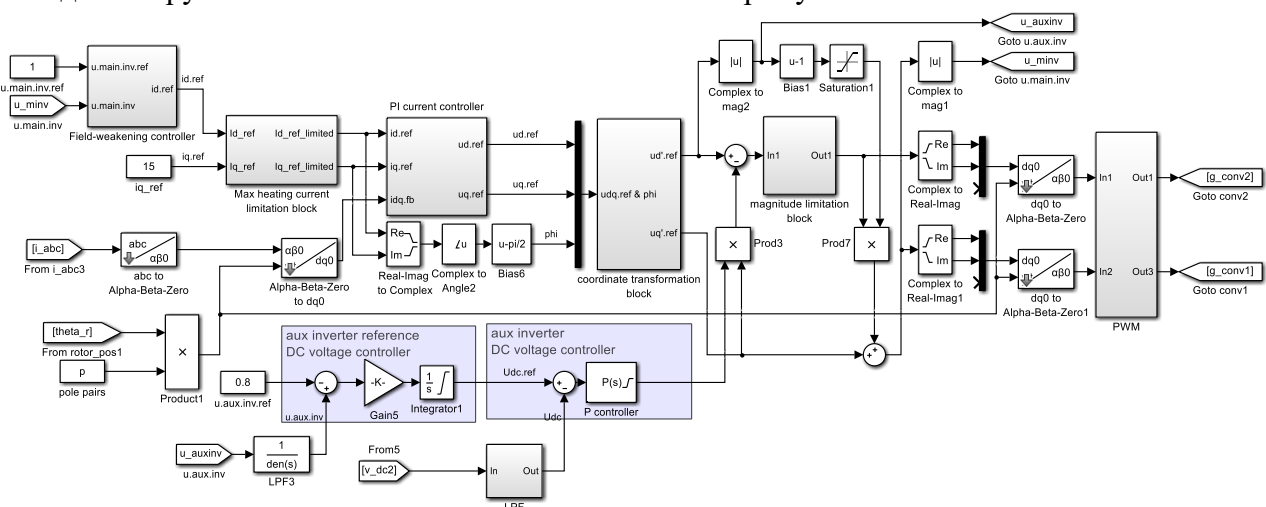 u_auxinv
Goto u.aux.inv
1
u.main.inv.ref
u_minv
u.main.inv
u.main.inv.ref
u.main.inv
id.ref
Field-weakening controller
id.ref
|u|
Complex to
mag2
u-1
Bias1
Saturation1
|u|
Complex to
mag1
u_minv
Goto u.main.inv
15
iq_ref
iq.ref
Id_ref
Iq_ref
Id_ref_limited
Iq_ref_limited
Max heating current
limitation block
PI current controller
id.ref
iq.ref
idq.fb
ud.ref
uq.ref
ud.ref
uq.ref
phi
udq.ref & phi
ud'.ref
uq'.ref
coordinate transformation
block
In1
Out1
magnitude limitation
block
Re
Im
Complex to
Real-Imag
dq0
αβ0
dq0 to
Alpha-Beta-Zero
In1
In2
Out1
Out3
PWM
[g_conv2]
Goto conv2
[g_conv1]
Goto conv1
[i_abc]
From i_abc3
abc
αβ0
abc to
Alpha-Beta-Zero
αβ0
dq0
Alpha-Beta-Zero
to dq0
Re
Im
Real-Imag
to Complex
∠u
Complex to
Angle2
u-pi/2
Bias6
×
Prod3
Prod7
×
Re
Im
Complex to
Real-Imag1
dq0
αβ0
dq0 to
Alpha-Beta-Zero1
[theta_r]
From rotor_pos1
p
pole pairs
×
Product1
aux inverter reference
DC voltage controller
0.8
u.aux.inv.ref
u.aux.inv
-K-
Gain5
1
s
Integrator1
aux inverter
DC voltage controller
Udc.ref
Udc
P(s)
P controller
u_auxinv
u.aux.inv
1
den(s)
LPF3
From5
[v_dc2]
In
Out